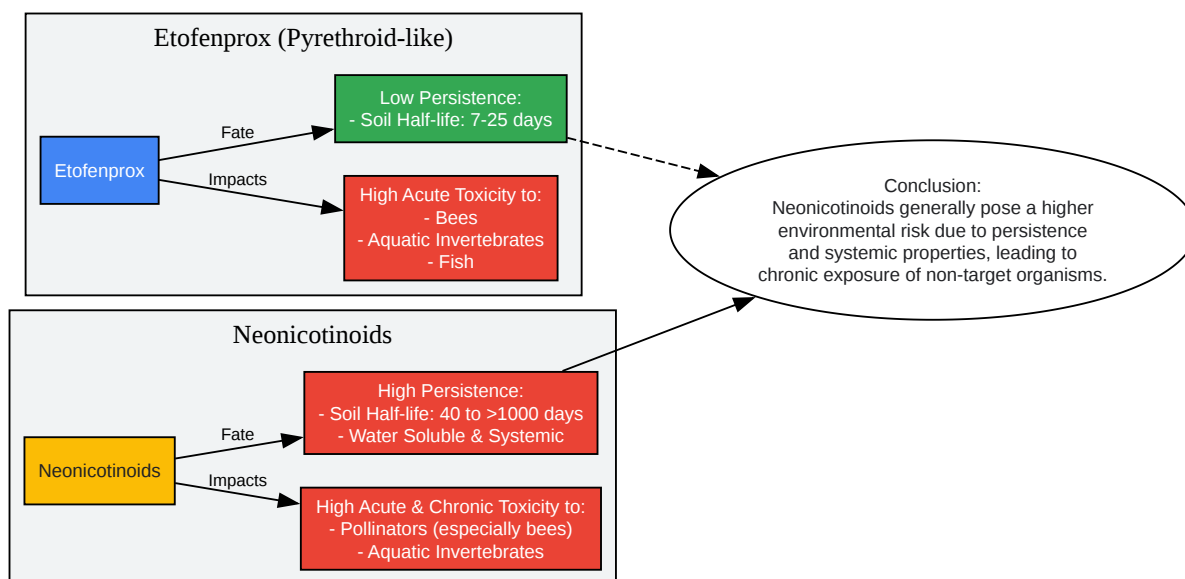 Etofenprox (Pyrethroid-like)
Etofenprox
Fate
Impacts
Low Persistence:
- Soil Half-life: 7-25 days
High Acute Toxicity to:
- Bees
- Aquatic Invertebrates
- Fish
Neonicotinoids
Neonicotinoids
Fate
Impacts
High Persistence:
- Soil Half-life: 40 to >1000 days
- Water Soluble & Systemic
High Acute & Chronic Toxicity to:
- Pollinators (especially bees)
- Aquatic Invertebrates
Conclusion:
Neonicotinoids generally pose a higher
environmental risk due to persistence
and systemic properties, leading to
chronic exposure of non-target organisms.